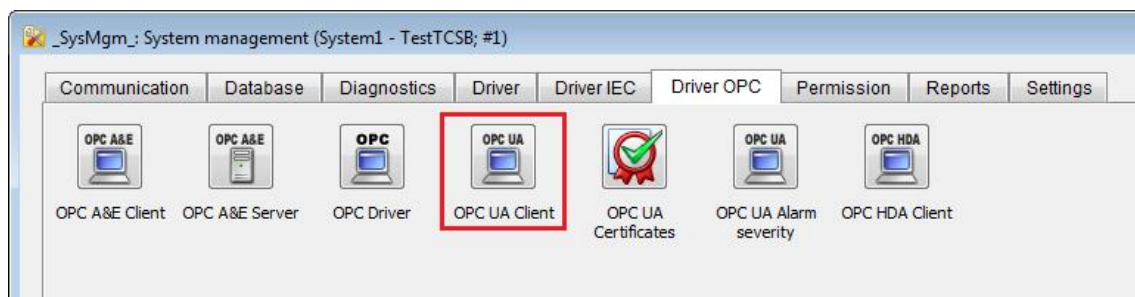 _SysMgm_: System management (System1 - TestTCSB; #1)
Communication Database Diagnostics Driver Driver IEC Driver OPC Permission Reports Settings
OPC A&E OPC A&E OPC OPC UA OPC UA OPC HDA
OPC A&E Client OPC A&E Server OPC Driver OPC UA Client OPC UA OPC UA Alarm OPC HDA Client
Certificates severity